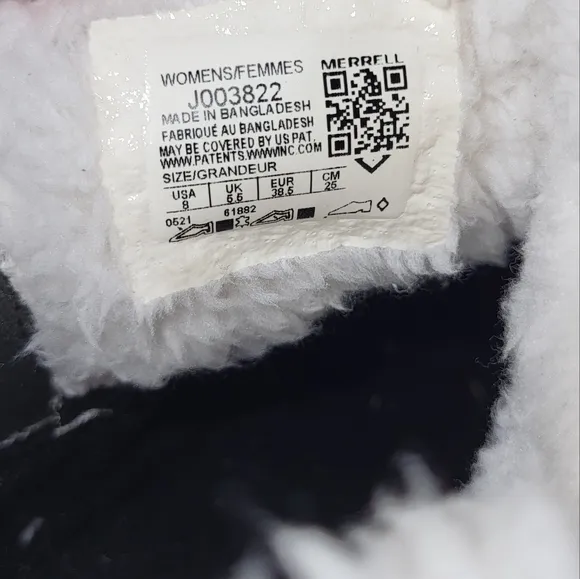 WOMENS/FEMMES
MERRELL
J003822
MADE IN BANGLADESH
FABRIQUÉ AU BANGLADESH
MAY BE COVERED BY US PAT.
WWW.PATENTS.WWWINC.COM
SIZE/GRANDEUR
USA UK EUR CM
8 5.5 38.5 25
0521 61882